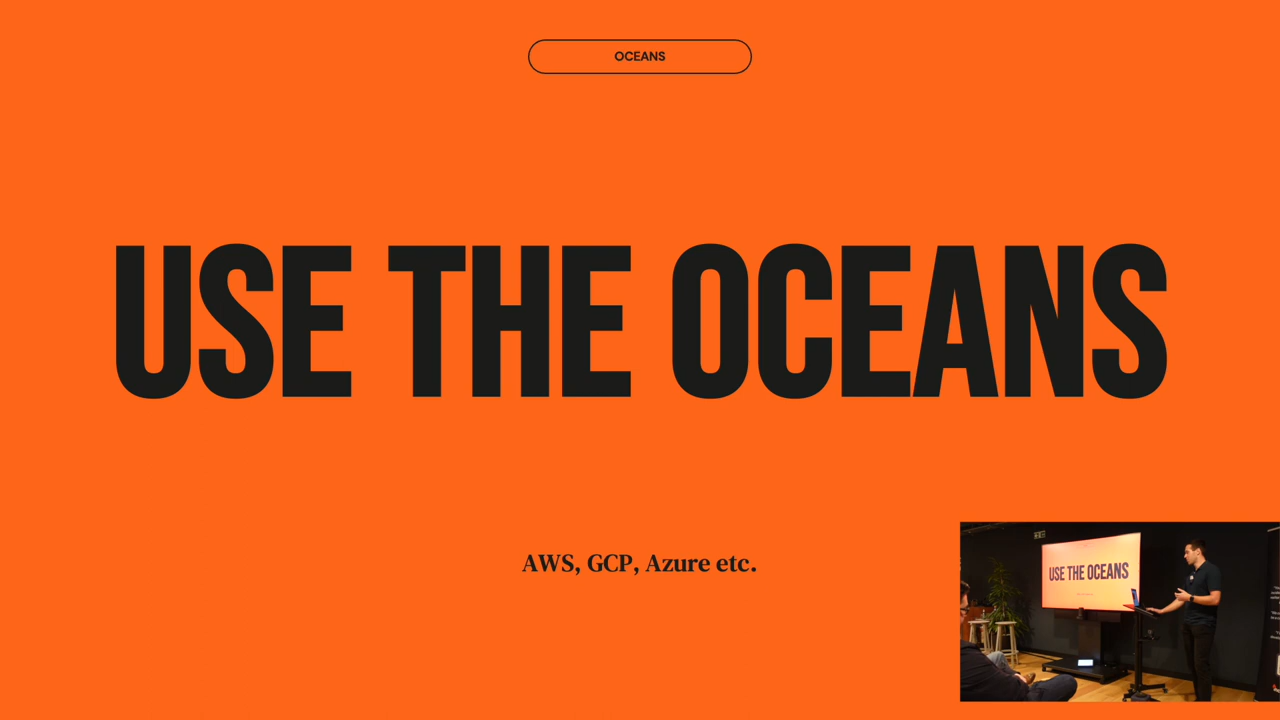 OCEANS
USE THE OCEANS
AWS, GCP, Azure etc.
USE THE OCEANS